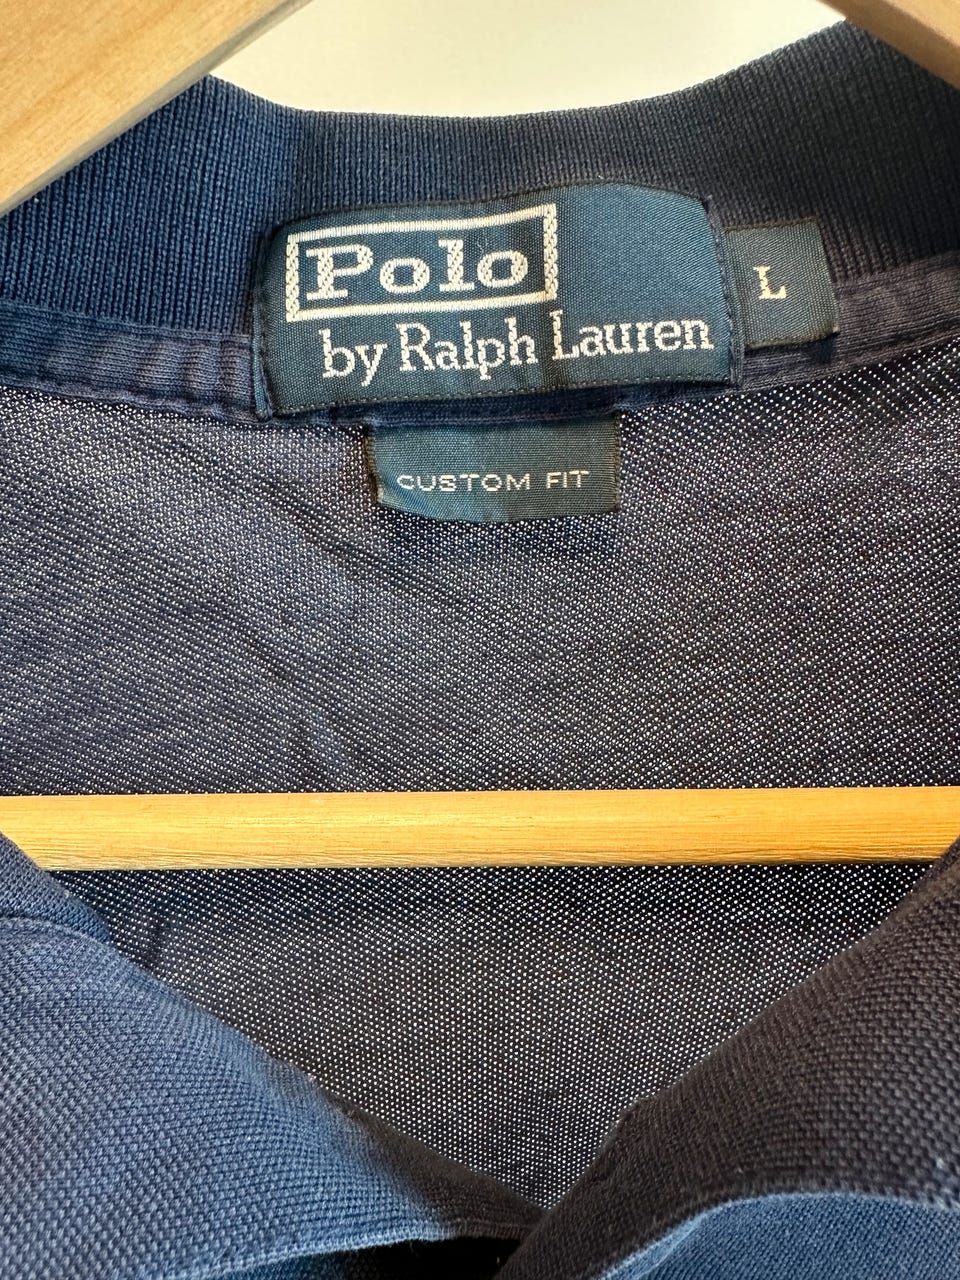 Polo
by Ralph Lauren
L
CUSTOM FIT